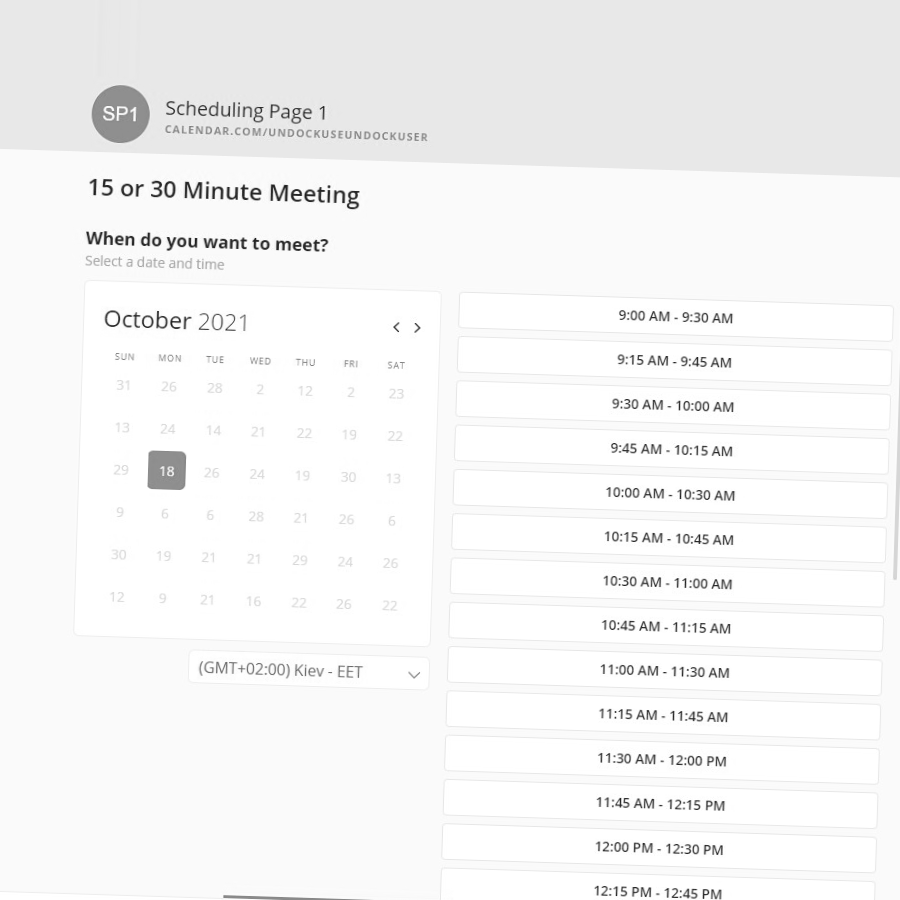 SP1
Scheduling Page 1
CALENDAR.COM/UNDOCKUSEUNDOCKUSER
15 or 30 Minute Meeting
When do you want to meet?
Select a date and time
October 2021
SUN MON TUE WED THU FRI SAT
31 26 28 2 12 2 23
13 24 14 21 22 19 22
29 18 26 24 19 30 13
9 6 6 28 21 26 6
30 19 21 21 29 24 26
12 9 21 16 22 26 22
(GMT+02:00) Kiev - EET
9:00 AM - 9:30 AM
9:15 AM - 9:45 AM
9:30 AM - 10:00 AM
9:45 AM - 10:15 AM
10:00 AM - 10:30 AM
10:15 AM - 10:45 AM
10:30 AM - 11:00 AM
10:45 AM - 11:15 AM
11:00 AM - 11:30 AM
11:15 AM - 11:45 AM
11:30 AM - 12:00 PM
11:45 AM - 12:15 PM
12:00 PM - 12:30 PM
12:15 PM - 12:45 PM